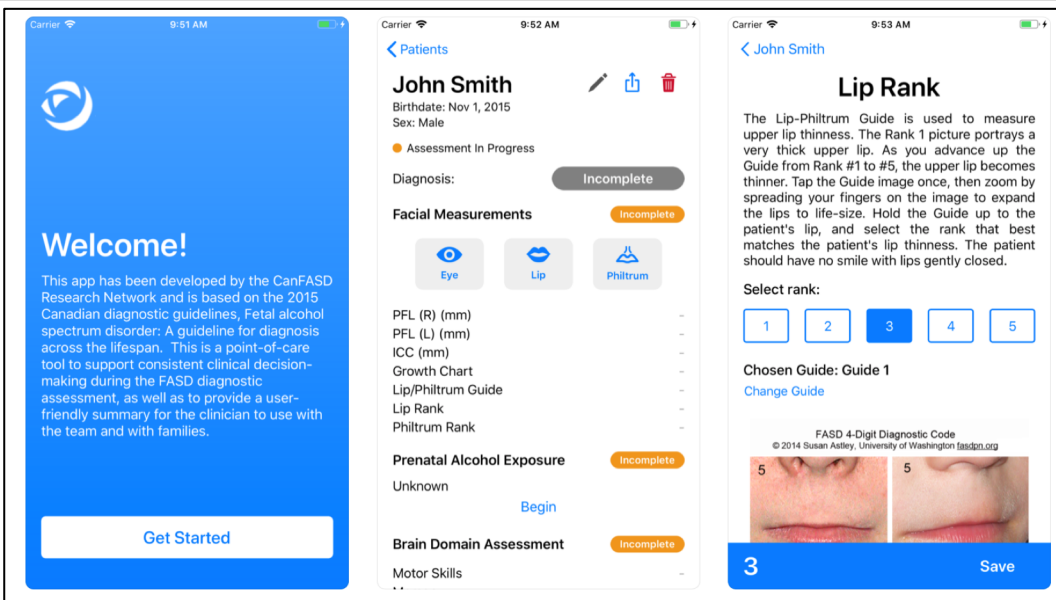 Carrier 9:51 AM
Welcome!
This app has been developed by the CanFASD
Research Network and is based on the 2015
Canadian diagnostic guidelines, Fetal alcohol
spectrum disorder: A guideline for diagnosis
across the lifespan. This is a point-of-care
tool to support consistent clinical decision-
making during the FASD diagnostic
assessment, as well as to provide a user-
friendly summary for the clinician to use with
the team and with families.
Get Started
Carrier 9:52 AM
Patients
John Smith
Birthdate: Nov 1, 2015
Sex: Male
Assessment In Progress
Diagnosis: Incomplete
Facial Measurements Incomplete
Eye Lip Philtrum
PFL (R) (mm) –
PFL (L) (mm) –
ICC (mm) –
Growth Chart –
Lip/Philtrum Guide –
Lip Rank –
Philtrum Rank –
Prenatal Alcohol Exposure Incomplete
Unknown
Begin
Brain Domain Assessment Incomplete
Motor Skills –
Carrier 9:53 AM
John Smith
Lip Rank
The Lip-Philtrum Guide is used to measure
upper lip thinness. The Rank 1 picture portrays a
very thick upper lip. As you advance up the
Guide from Rank #1 to #5, the upper lip becomes
thinner. Tap the Guide image once, then zoom by
spreading your fingers on the image to expand
the lips to life-size. Hold the Guide up to the
patient's lip, and select the rank that best
matches the patient's lip thinness. The patient
should have no smile with lips gently closed.
Select rank:
1 2 3 4 5
Chosen Guide: Guide 1
Change Guide
FASD 4-Digit Diagnostic Code
© 2014 Susan Astley, University of Washington fasdpn.org
5 5
3 Save